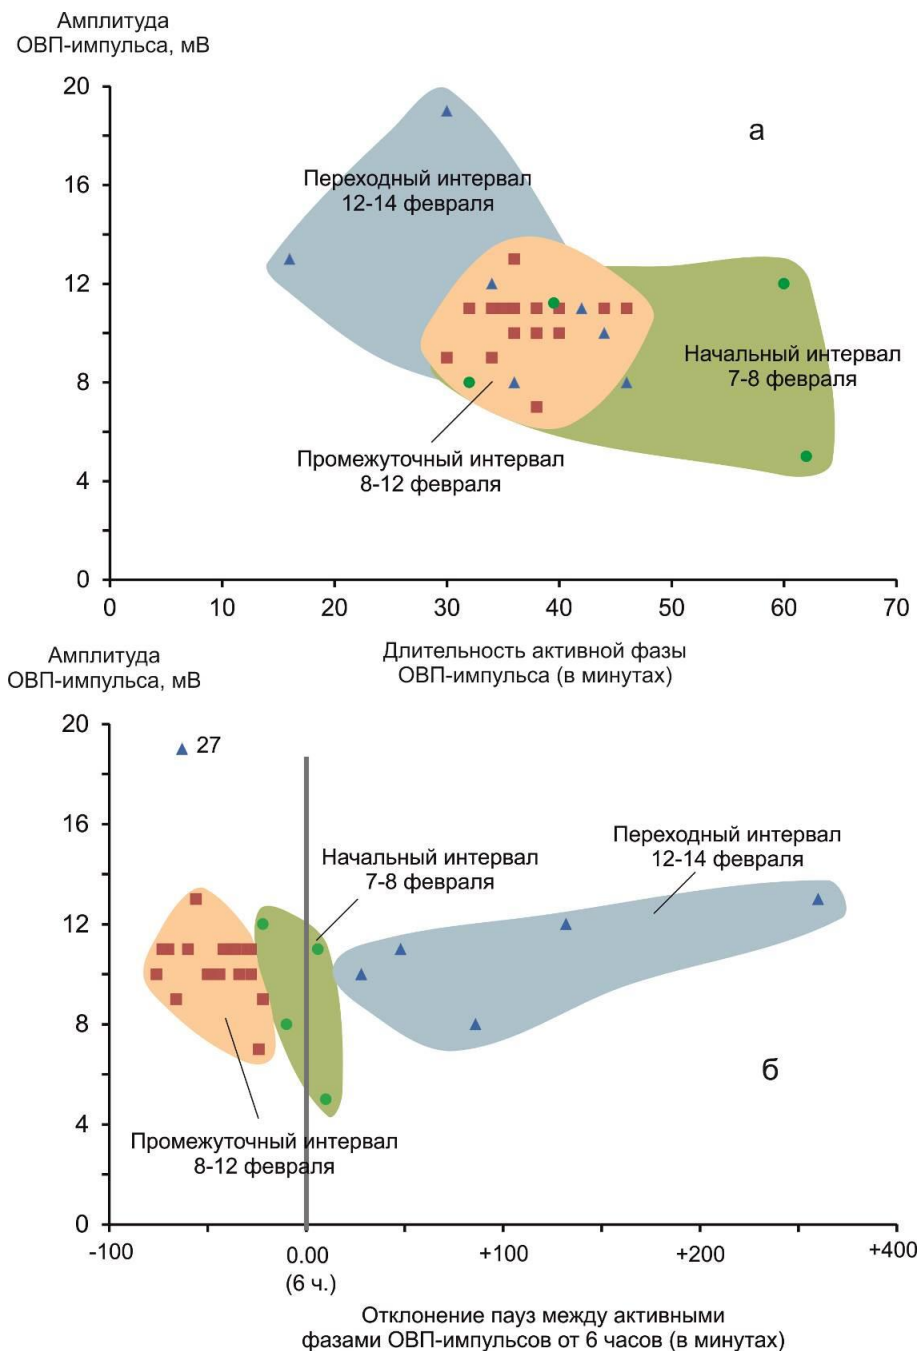 Амплитуда
ОВП-импульса, мВ
20
а
16
Переходный интервал
12-14 февраля
12
Начальный интервал
7-8 февраля
8
Промежуточный интервал
8-12 февраля
4
0
0 10 20 30 40 50 60 70
Длительность активной фазы
ОВП-импульса (в минутах)
Амплитуда
ОВП-импульса, мВ
20
27
16
Переходный интервал
12-14 февраля
Начальный интервал
7-8 февраля
12
8
б
4
Промежуточный интервал
8-12 февраля
0
-100 0.00 +100 +200 +400
(6 ч.)
Отклонение пауз между активными
фазами ОВП-импульсов от 6 часов (в минутах)